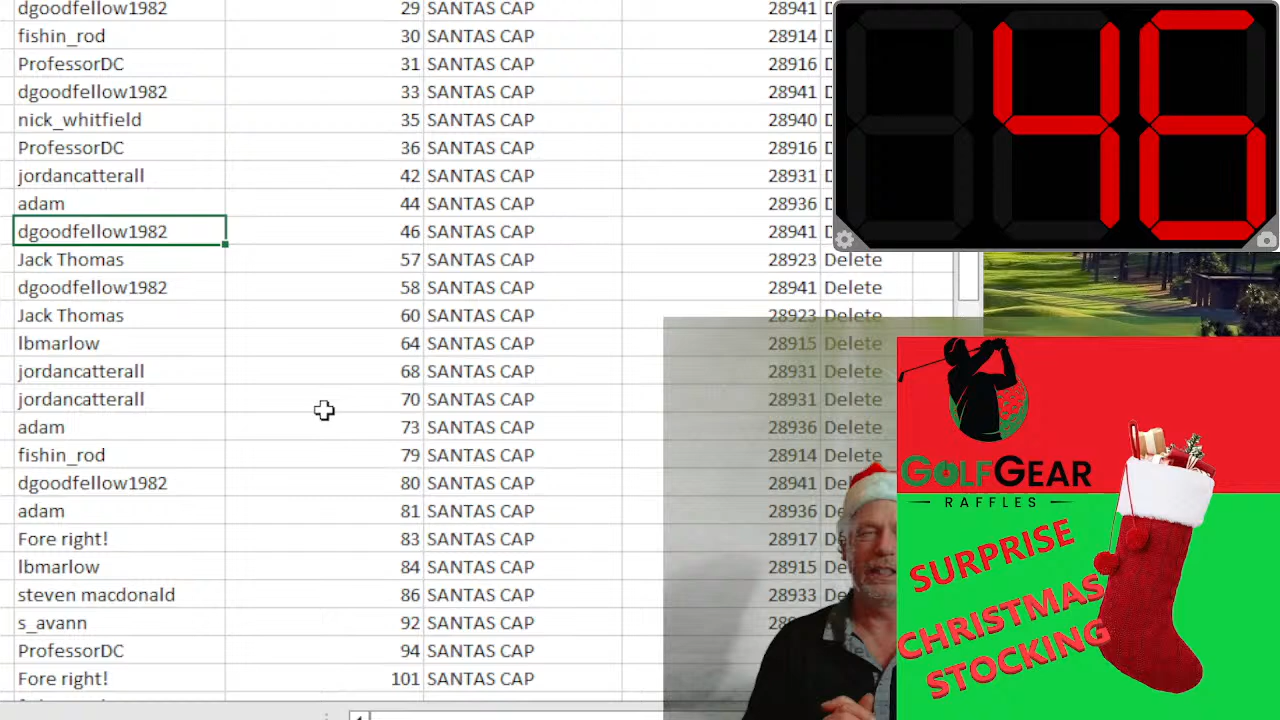 dgoodfellow1982 29 SANTAS CAP 28941
fishin_rod 30 SANTAS CAP 28914
ProfessorDC 31 SANTAS CAP 28916
dgoodfellow1982 33 SANTAS CAP 28941
nick_whitfield 35 SANTAS CAP 28940
ProfessorDC 36 SANTAS CAP 28916
jordancatterall 42 SANTAS CAP 28931
adam 44 SANTAS CAP 28936
dgoodfellow1982 46 SANTAS CAP 28941
Jack Thomas 57 SANTAS CAP 28923 Delete
dgoodfellow1982 58 SANTAS CAP 28941 Delete
Jack Thomas 60 SANTAS CAP 28923 Delete
lbmarlow 64 SANTAS CAP 28915 Delete
jordancatterall 68 SANTAS CAP 28931 Delete
jordancatterall 70 SANTAS CAP 28931 Delete
adam 73 SANTAS CAP 28936 Delete
fishin_rod 79 SANTAS CAP 28914 Delete
dgoodfellow1982 80 SANTAS CAP 28941
adam 81 SANTAS CAP 28936
Fore right! 83 SANTAS CAP 28917
lbmarlow 84 SANTAS CAP 28915
steven macdonald 86 SANTAS CAP 28933
s_avann 92 SANTAS CAP
ProfessorDC 94 SANTAS CAP
Fore right! 101 SANTAS CAP
46
GOLFGEAR
RAFFLES
SURPRISE
CHRISTMAS
STOCKING